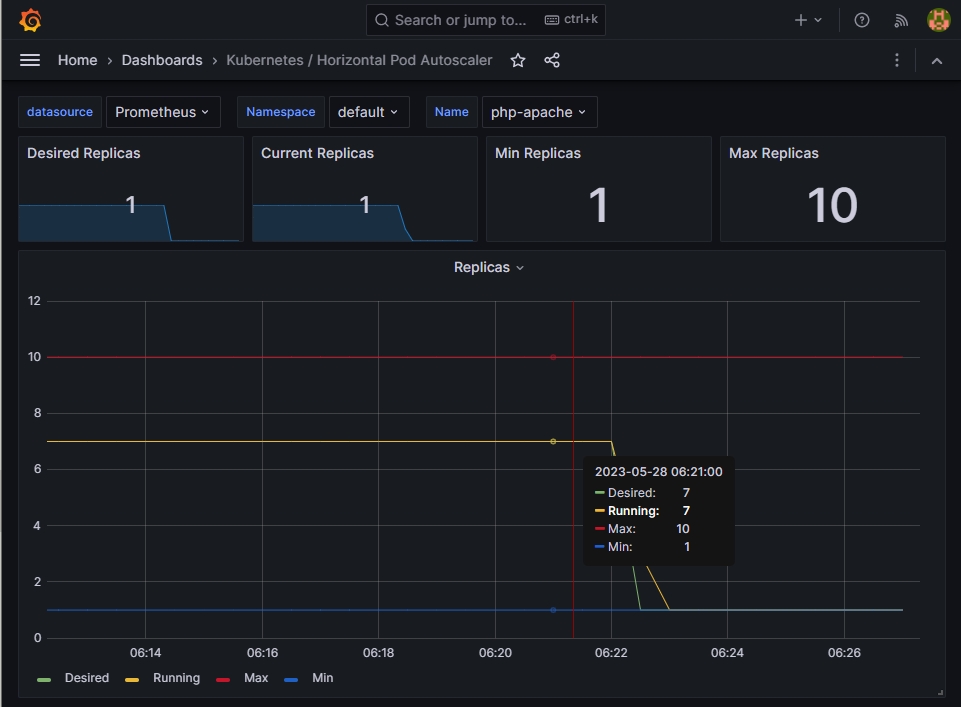 Search or jump to... ctrl+k
Home › Dashboards › Kubernetes / Horizontal Pod Autoscaler
datasource Prometheus Namespace default Name php-apache
Desired Replicas Current Replicas Min Replicas Max Replicas
1 1 1 10
Replicas
12
10
8
6
4
2
0
2023-05-28 06:21:00
Desired: 7
Running: 7
Max: 10
Min: 1
06:14 06:16 06:18 06:20 06:22 06:24 06:26
Desired Running Max Min